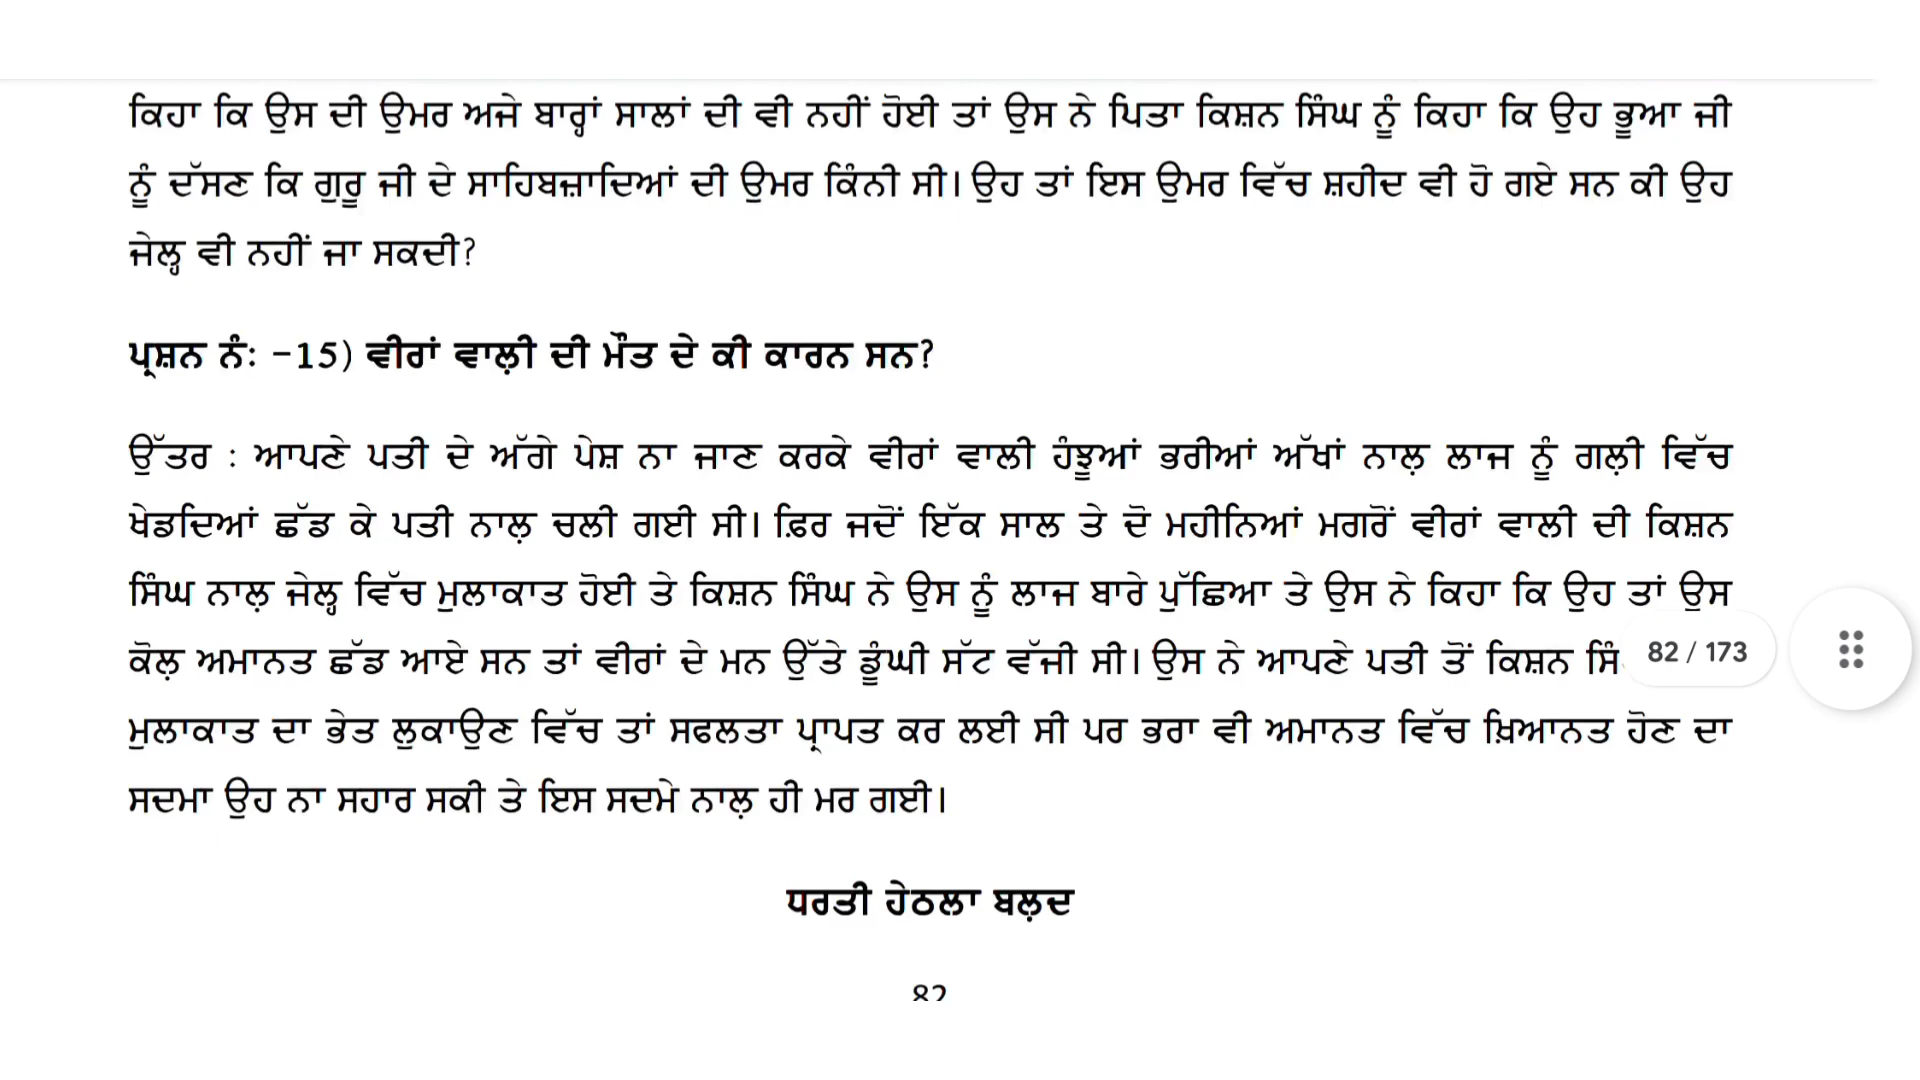 ਕਿਹਾ ਕਿ ਉਸ ਦੀ ਉਮਰ ਅਜੇ ਬਾਰ੍ਹਾਂ ਸਾਲਾਂ ਦੀ ਵੀ ਨਹੀਂ ਹੋਈ ਤਾਂ ਉਸ ਨੇ ਪਿਤਾ ਕਿਸ਼ਨ ਸਿੰਘ ਨੂੰ ਕਿਹਾ ਕਿ ਉਹ ਭੂਆ ਜੀ
ਨੂੰ ਦੱਸਣ ਕਿ ਗੁਰੂ ਜੀ ਦੇ ਸਾਹਿਬਜ਼ਾਦਿਆਂ ਦੀ ਉਮਰ ਕਿੰਨੀ ਸੀ। ਉਹ ਤਾਂ ਇਸ ਉਮਰ ਵਿੱਚ ਸ਼ਹੀਦ ਵੀ ਹੋ ਗਏ ਸਨ ਕੀ ਉਹ
ਜੇਲ੍ਹ ਵੀ ਨਹੀਂ ਜਾ ਸਕਦੀ?
ਪ੍ਰਸ਼ਨ ਨੰ: -15) ਵੀਰਾਂ ਵਾਲ਼ੀ ਦੀ ਮੌਤ ਦੇ ਕੀ ਕਾਰਨ ਸਨ?
ਉੱਤਰ : ਆਪਣੇ ਪਤੀ ਦੇ ਅੱਗੇ ਪੇਸ਼ ਨਾ ਜਾਣ ਕਰਕੇ ਵੀਰਾਂ ਵਾਲੀ ਹੰਝੂਆਂ ਭਰੀਆਂ ਅੱਖਾਂ ਨਾਲ਼ ਲਾਜ ਨੂੰ ਗਲ਼ੀ ਵਿੱਚ
ਖੇਡਦਿਆਂ ਛੱਡ ਕੇ ਪਤੀ ਨਾਲ਼ ਚਲੀ ਗਈ ਸੀ। ਫ਼ਿਰ ਜਦੋਂ ਇੱਕ ਸਾਲ ਤੇ ਦੋ ਮਹੀਨਿਆਂ ਮਗਰੋਂ ਵੀਰਾਂ ਵਾਲੀ ਦੀ ਕਿਸ਼ਨ
ਸਿੰਘ ਨਾਲ਼ ਜੇਲ੍ਹ ਵਿੱਚ ਮੁਲਾਕਾਤ ਹੋਈ ਤੇ ਕਿਸ਼ਨ ਸਿੰਘ ਨੇ ਉਸ ਨੂੰ ਲਾਜ ਬਾਰੇ ਪੁੱਛਿਆ ਤੇ ਉਸ ਨੇ ਕਿਹਾ ਕਿ ਉਹ ਤਾਂ ਉਸ
ਕੋਲ਼ ਅਮਾਨਤ ਛੱਡ ਆਏ ਸਨ ਤਾਂ ਵੀਰਾਂ ਦੇ ਮਨ ਉੱਤੇ ਡੂੰਘੀ ਸੱਟ ਵੱਜੀ ਸੀ। ਉਸ ਨੇ ਆਪਣੇ ਪਤੀ ਤੋਂ ਕਿਸ਼ਨ
82 / 173
ਮੁਲਾਕਾਤ ਦਾ ਭੇਤ ਲੁਕਾਉਣ ਵਿੱਚ ਤਾਂ ਸਫਲਤਾ ਪ੍ਰਾਪਤ ਕਰ ਲਈ ਸੀ ਪਰ ਭਰਾ ਵੀ ਅਮਾਨਤ ਵਿੱਚ ਖ਼ਿਆਨਤ ਹੋਣ ਦਾ
ਸਦਮਾ ਉਹ ਨਾ ਸਹਾਰ ਸਕੀ ਤੇ ਇਸ ਸਦਮੇ ਨਾਲ਼ ਹੀ ਮਰ ਗਈ।
ਧਰਤੀ ਹੇਠਲਾ ਬਲ਼ਦ
82